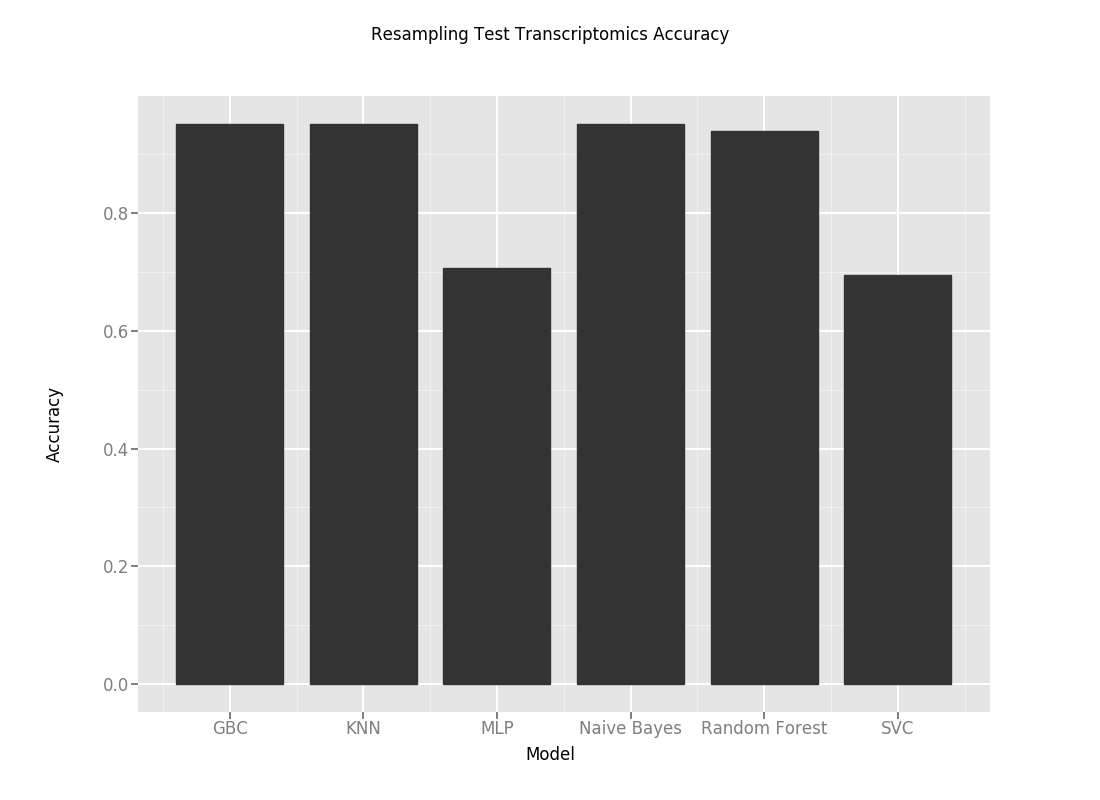 Resampling Test Transcriptomics Accuracy
Accuracy
0.8
0.6
0.4
0.2
0.0
GBC KNN MLP Naive Bayes Random Forest SVC
Model